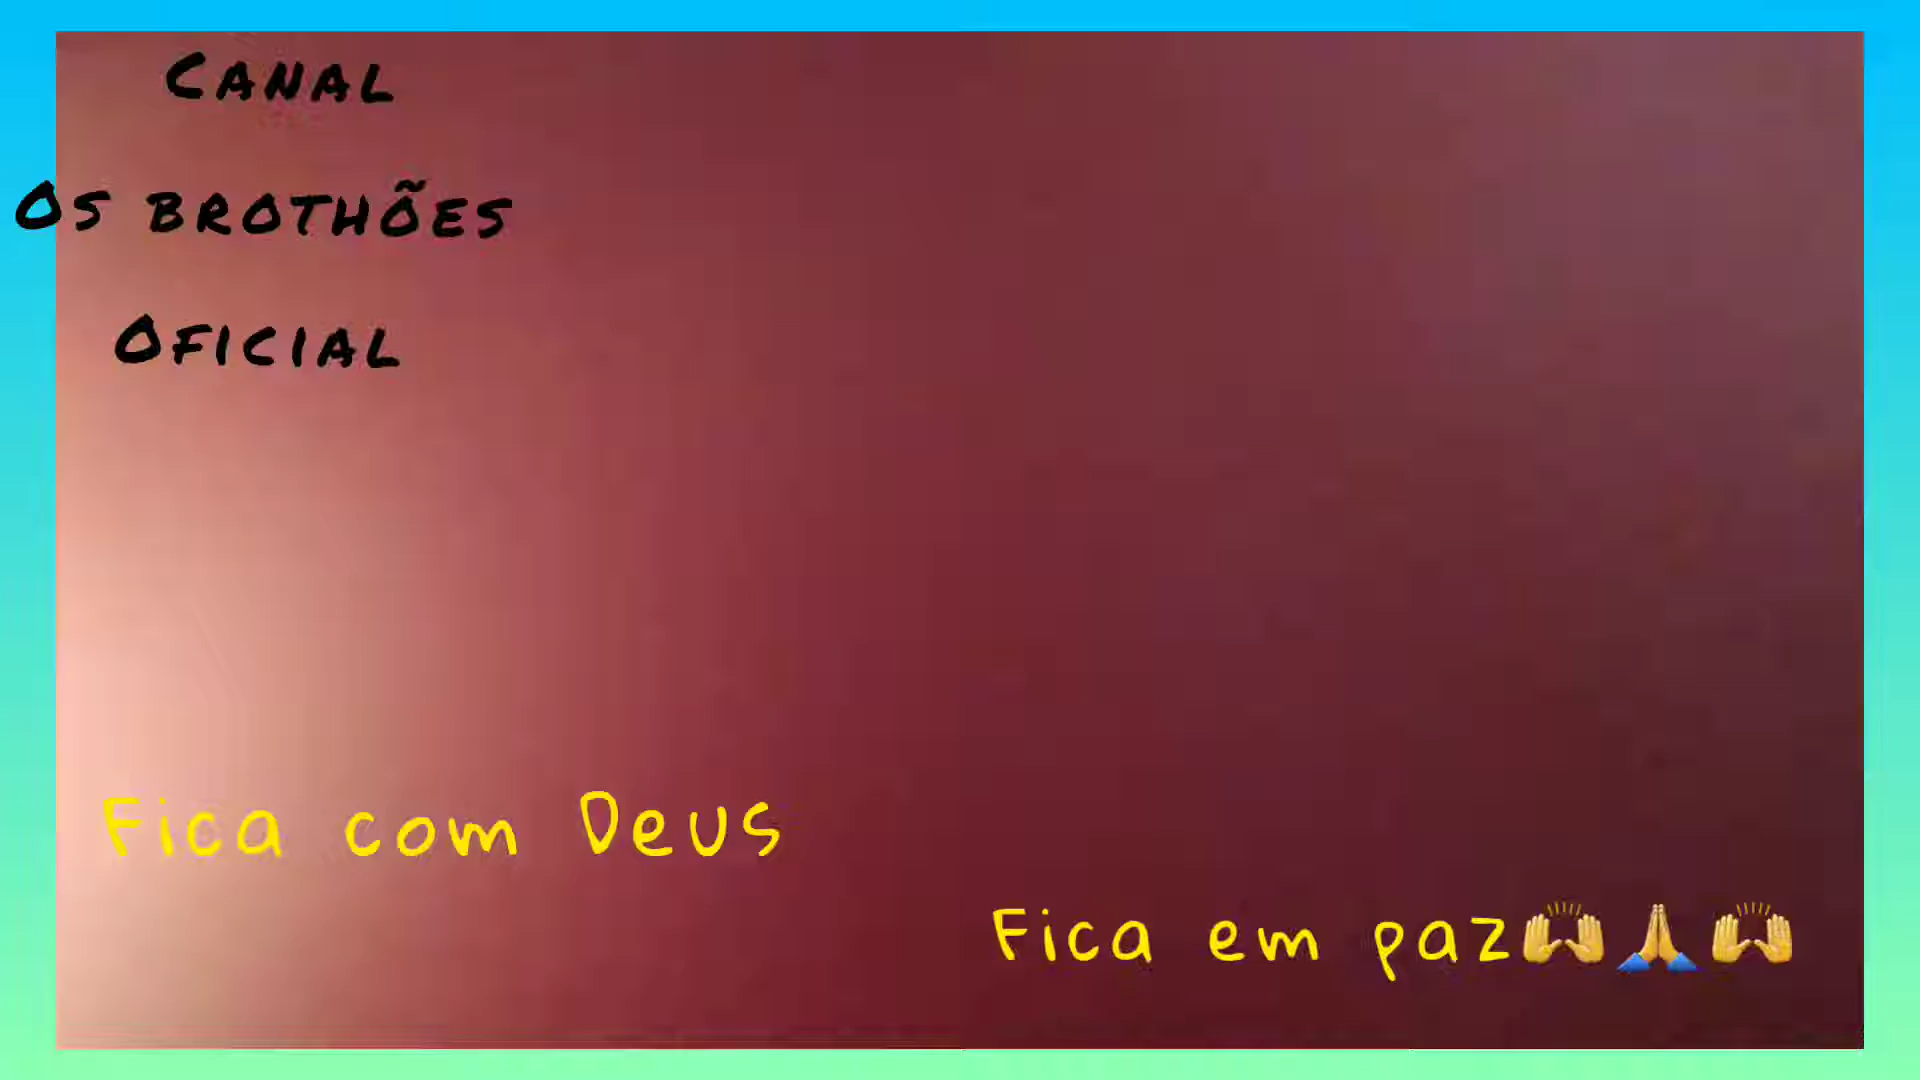 Canal
Os brothões
Oficial
Fica com Deus
Fica em paz🙌🙏🙌